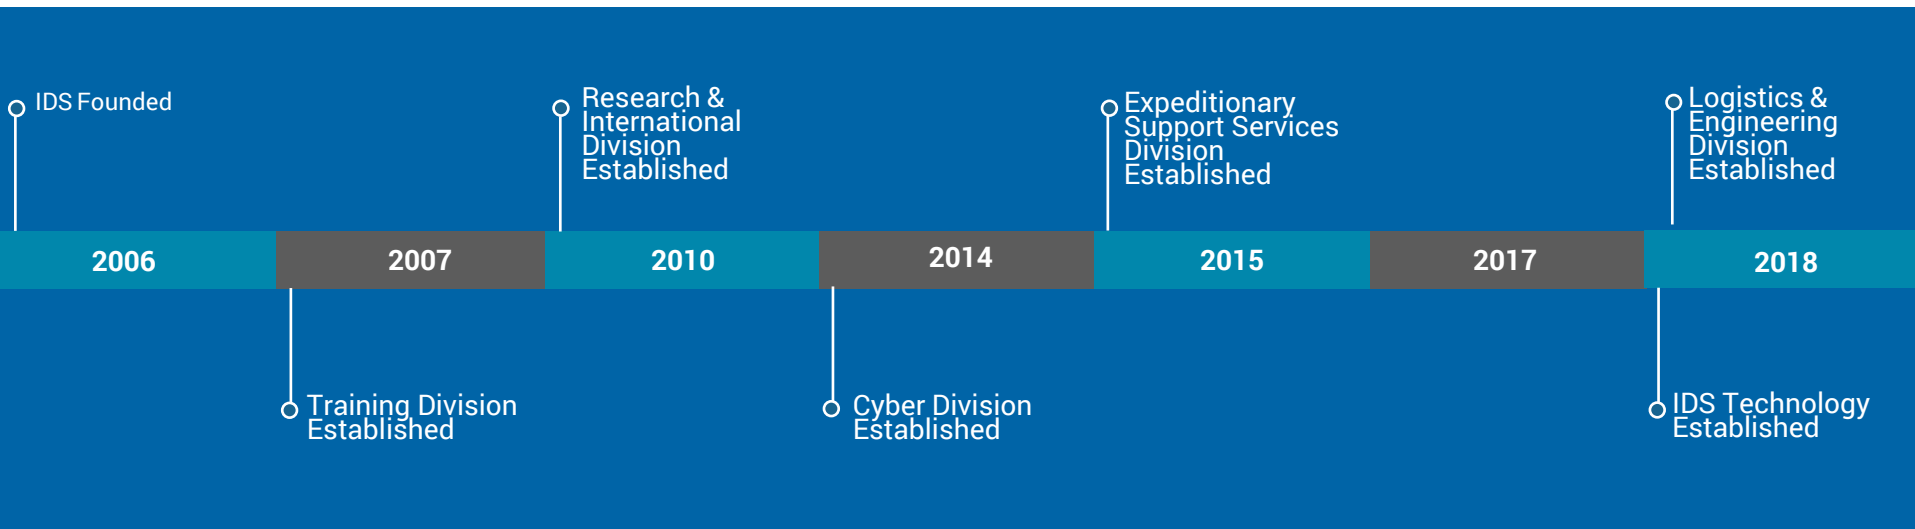 IDS Founded
Research &
International
Division
Established
Expeditionary
Support Services
Division
Established
Logistics &
Engineering
Division
Established
2006
2007
2010
2014
2015
2017
2018
Training Division
Established
Cyber Division
Established
IDS Technology
Established